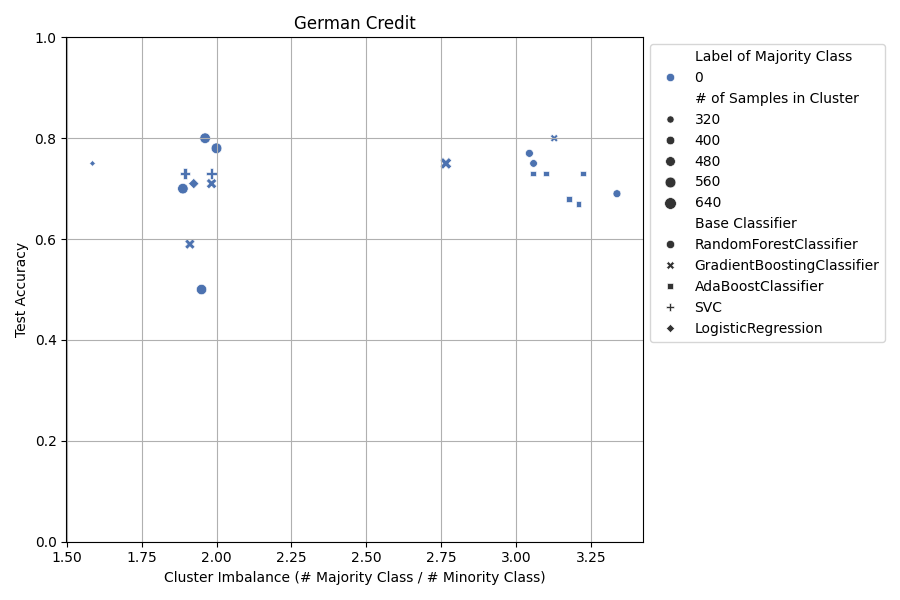 German Credit
1.0
0.8
0.6
0.4
0.2
0.0
Test Accuracy
1.50 1.75 2.00 2.25 2.50 2.75 3.00 3.25
Cluster Imbalance (# Majority Class / # Minority Class)
Label of Majority Class
0
# of Samples in Cluster
320
400
480
560
640
Base Classifier
RandomForestClassifier
GradientBoostingClassifier
AdaBoostClassifier
SVC
LogisticRegression